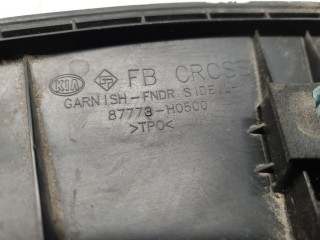 KIA FB CROSS
GARNISH-FNDR SIDE,L
87773-H0500
>TPO<